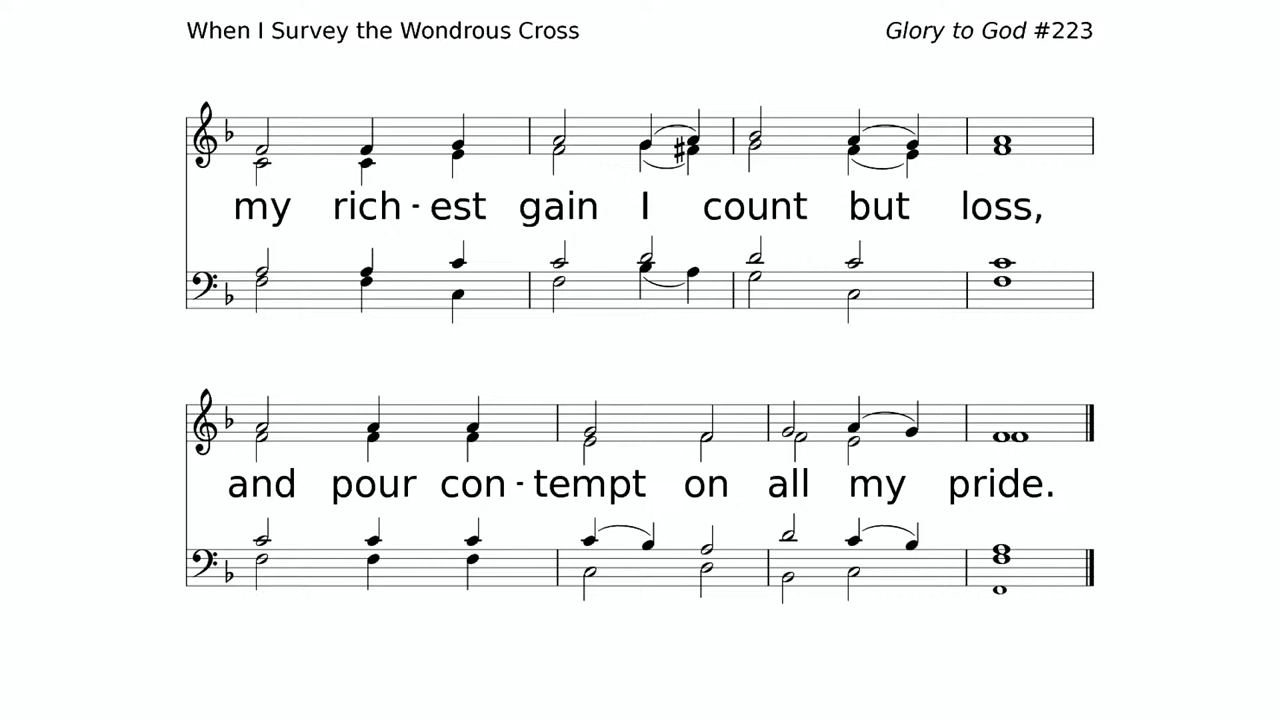 When I Survey the Wondrous Cross
Glory to God #223
my rich - est gain I count but loss,
and pour con - tempt on all my pride.